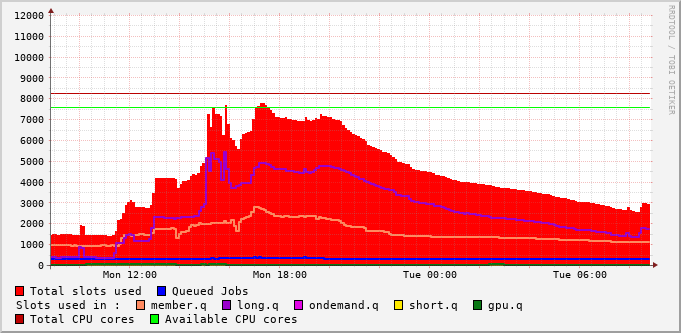 12000
11000
10000
9000
8000
7000
6000
5000
4000
3000
2000
1000
0
Mon 12:00 Mon 18:00 Tue 00:00 Tue 06:00
Total slots used Queued Jobs
Slots used in : member.q long.q ondemand.q short.q gpu.q
Total CPU cores Available CPU cores
RRDTOOL / TOBI OETIKER